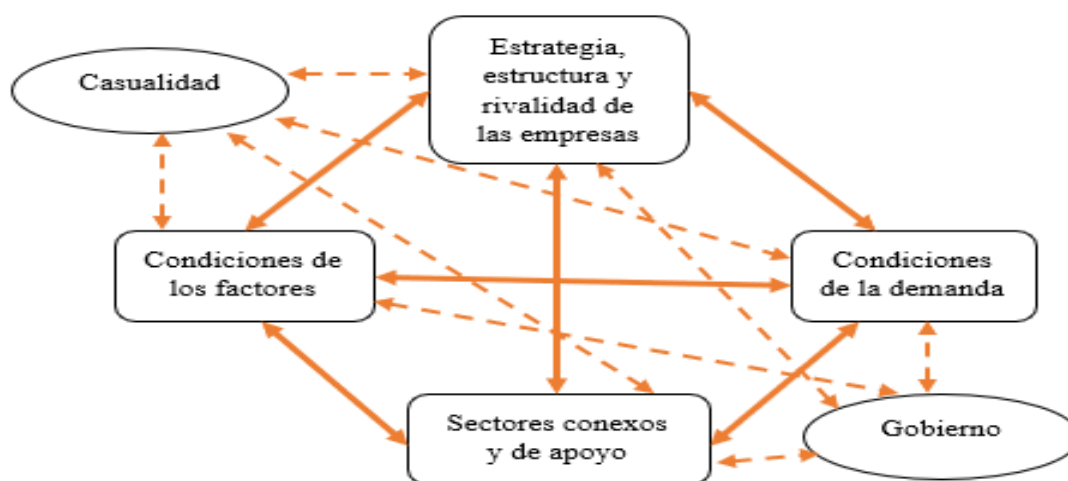 Casualidad
Estrategia,
estructura y
rivalidad de
las empresas
Condiciones de
los factores
Condiciones
de la demanda
Sectores conexos
y de apoyo
Gobierno